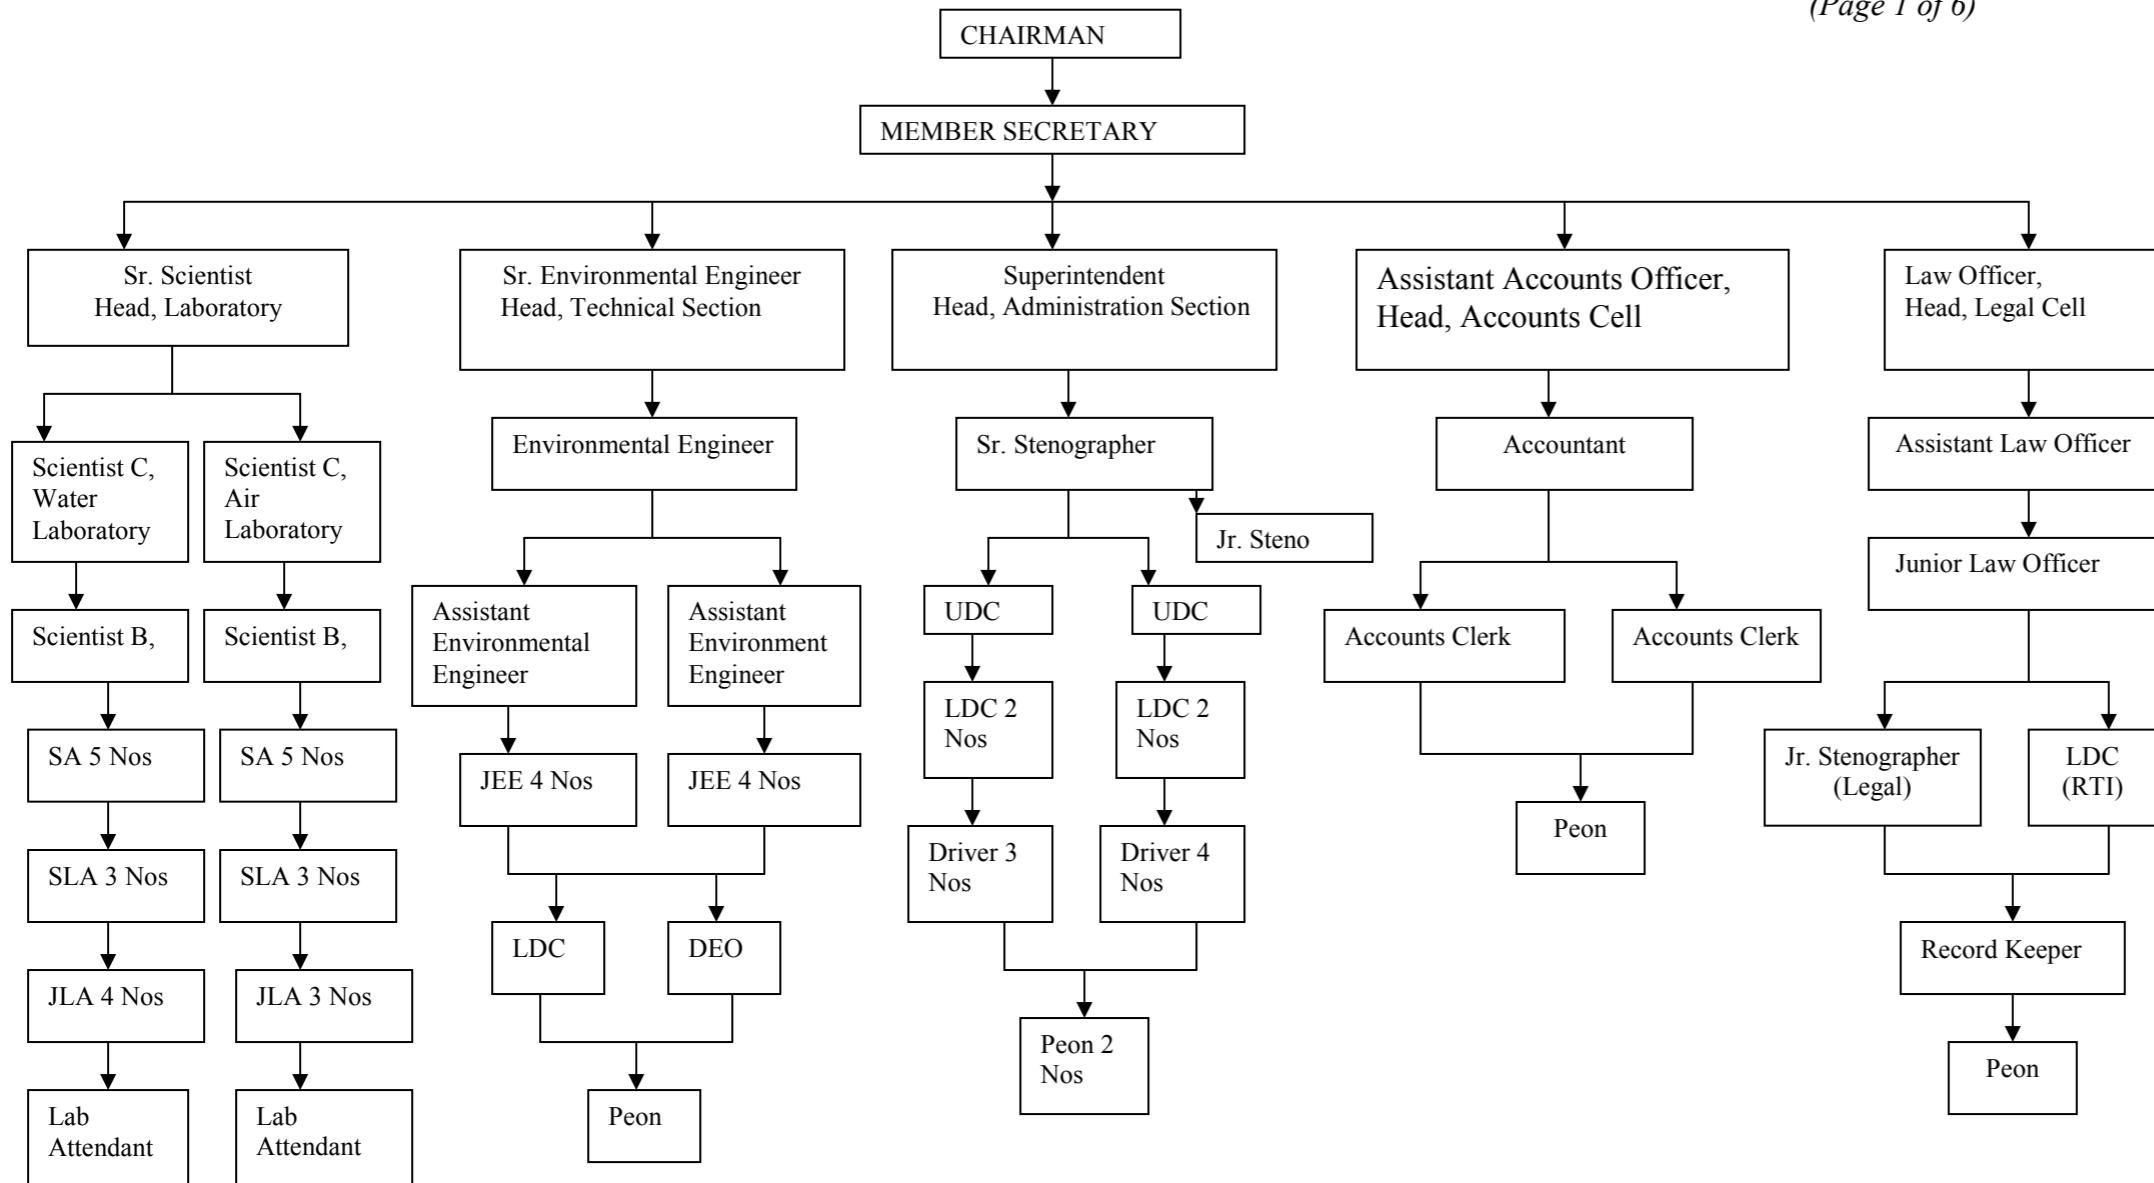 (Page 1 of 6)
CHAIRMAN
MEMBER SECRETARY
Sr. Scientist
Head, Laboratory
Sr. Environmental Engineer
Head, Technical Section
Superintendent
Head, Administration Section
Assistant Accounts Officer,
Head, Accounts Cell
Law Officer,
Head, Legal Cell
Scientist C,
Water
Laboratory
Scientist C,
Air
Laboratory
Environmental Engineer
Sr. Stenographer
Accountant
Assistant Law Officer
Jr. Steno
Junior Law Officer
Scientist B,
Scientist B,
Assistant
Environmental
Engineer
Assistant
Environment
Engineer
UDC
UDC
Accounts Clerk
Accounts Clerk
SA 5 Nos
SA 5 Nos
JEE 4 Nos
JEE 4 Nos
LDC 2
Nos
LDC 2
Nos
Jr. Stenographer
(Legal)
LDC
(RTI)
Peon
SLA 3 Nos
SLA 3 Nos
Driver 3
Nos
Driver 4
Nos
LDC
DEO
Record Keeper
JLA 4 Nos
JLA 3 Nos
Peon 2
Nos
Peon
Lab
Attendant
Lab
Attendant
Peon